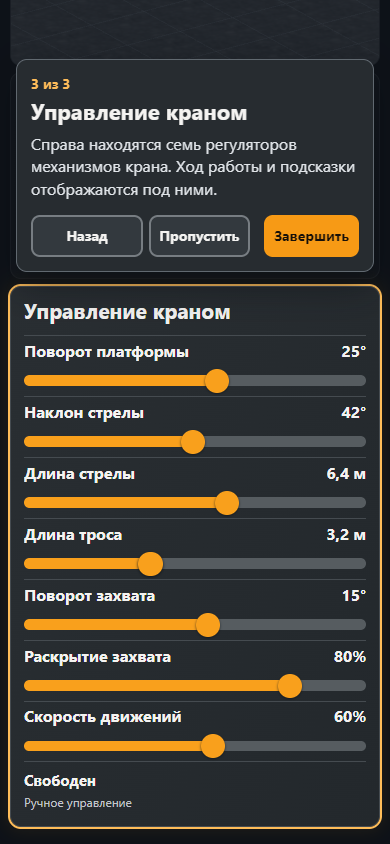 3 из 3
Управление краном
Справа находятся семь регуляторов
механизмов крана. Ход работы и подсказки
отображаются под ними.
Назад
Пропустить
Завершить
Управление краном
Поворот платформы 25°
Наклон стрелы 42°
Длина стрелы 6,4 м
Длина троса 3,2 м
Поворот захвата 15°
Раскрытие захвата 80%
Скорость движений 60%
Свободен
Ручное управление